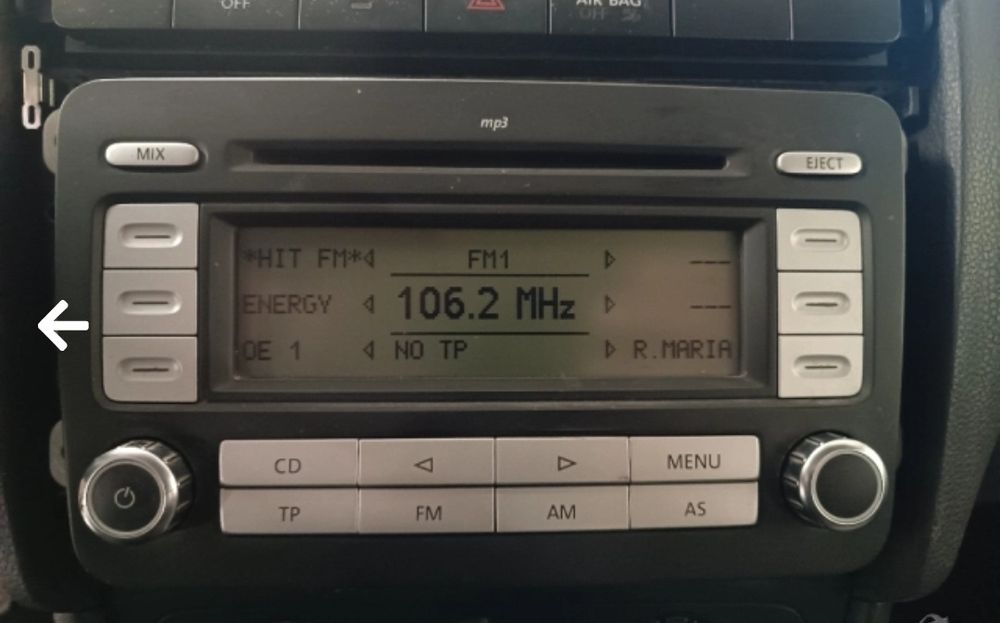 OFF
AIR BAG
OFF
mp3
MIX
EJECT
*HIT FM* FM1 ---
ENERGY 106.2 MHz ---
OE 1 NO TP R.MARIA
CD MENU
TP FM AM AS